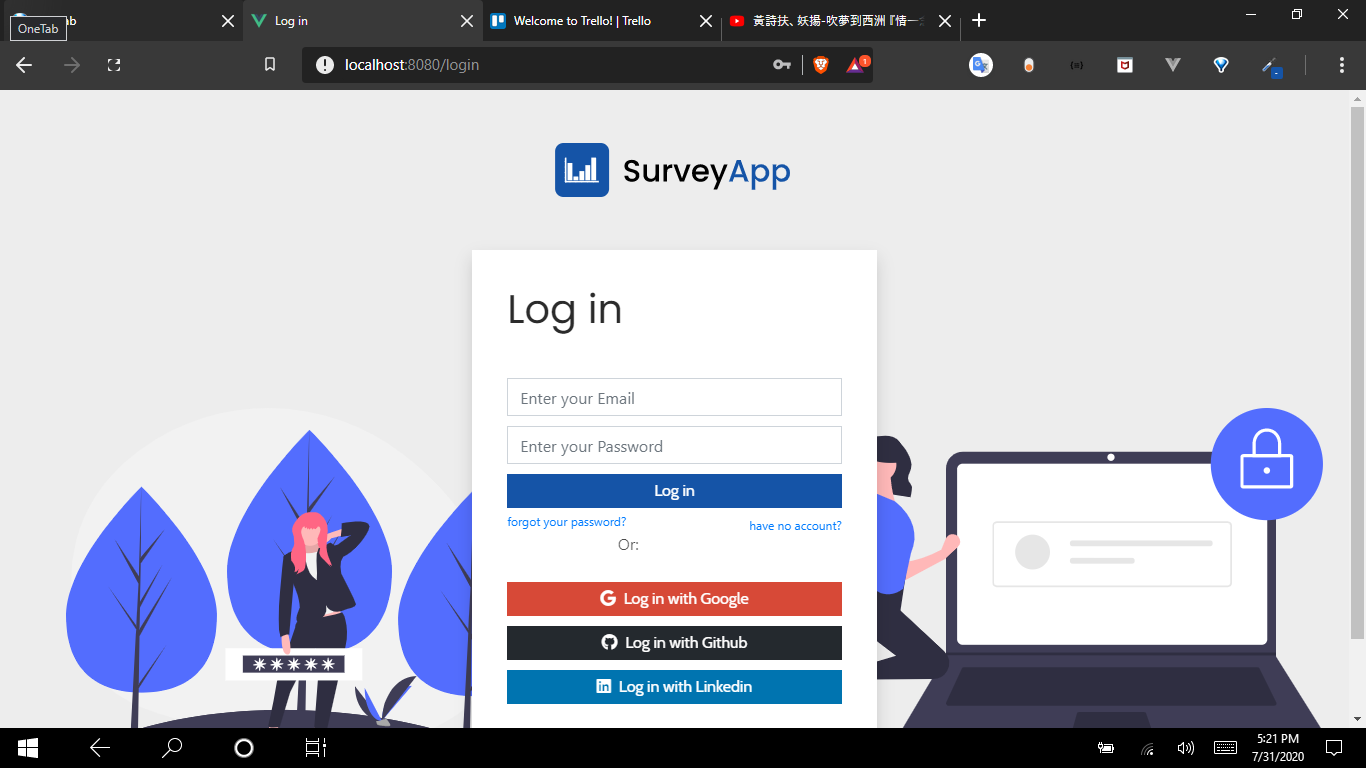 OneTab
ab
Log in
Welcome to Trello! | Trello
黃詩扶、妖揚-吹夢到西洲『情一
localhost:8080/login
1
SurveyApp
Log in
Enter your Email
Enter your Password
Log in
forgot your password?
have no account?
Or:
Log in with Google
Log in with Github
Log in with Linkedin
5:21 PM
7/31/2020